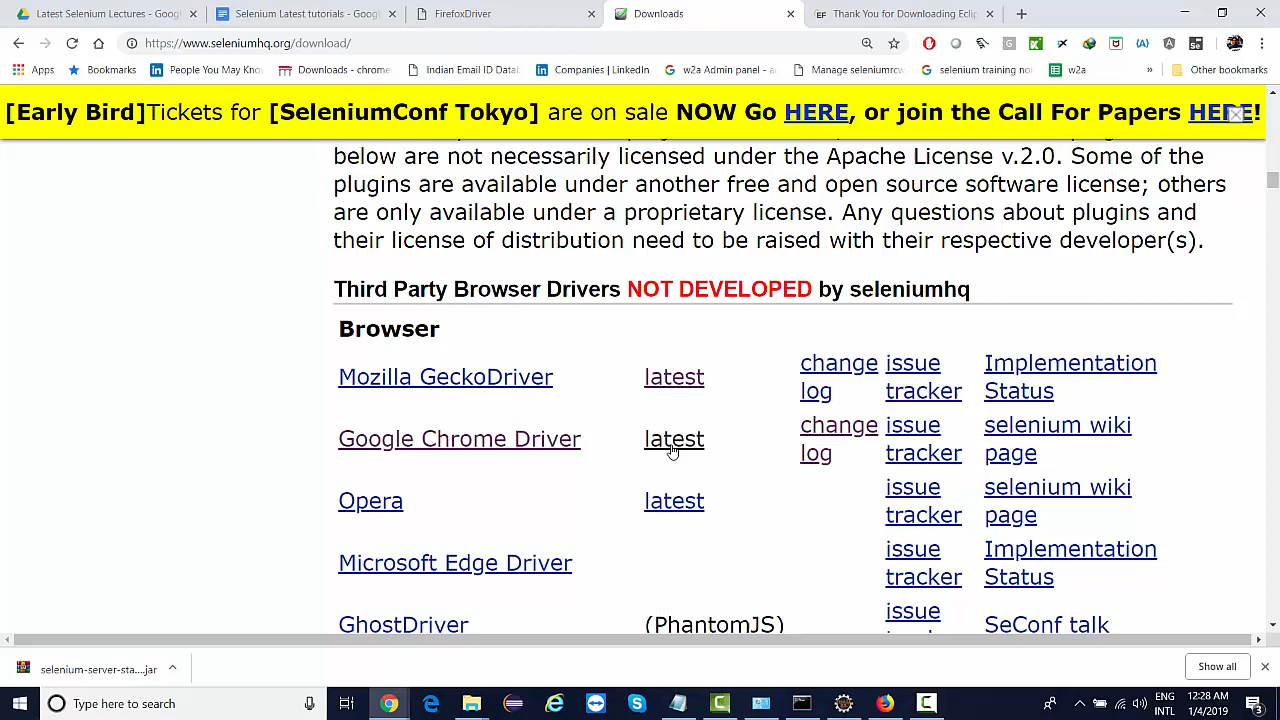 Latest Selenium Lectures - Googl
Selenium Latest tutorials - Googl
FirefoxDriver
Downloads
EF Thank You for Downloading Eclip
https://www.seleniumhq.org/download/
Apps
Bookmarks
People You May Know
Downloads - chrome
Indian Email ID Data
Companies | LinkedIn
w2a Admin panel - a
Manage seleniumrcw
selenium training no
w2a
»
Other bookmarks
[Early Bird]Tickets for [SeleniumConf Tokyo] are on sale NOW Go HERE, or join the Call For Papers HERE!
below are not necessarily licensed under the Apache License v.2.0. Some of the
plugins are available under another free and open source software license; others
are only available under a proprietary license. Any questions about plugins and
their license of distribution need to be raised with their respective developer(s).
Third Party Browser Drivers NOT DEVELOPED by seleniumhq
Browser
Mozilla GeckoDriver latest change log issue tracker Implementation Status
Google Chrome Driver latest change log issue tracker selenium wiki page
Opera latest issue tracker selenium wiki page
Microsoft Edge Driver issue tracker Implementation Status
GhostDriver (PhantomJS) issue SeConf talk
selenium-server-sta....jar
Show all
Type here to search
ENG
INTL
12:28 AM
1/4/2019
3